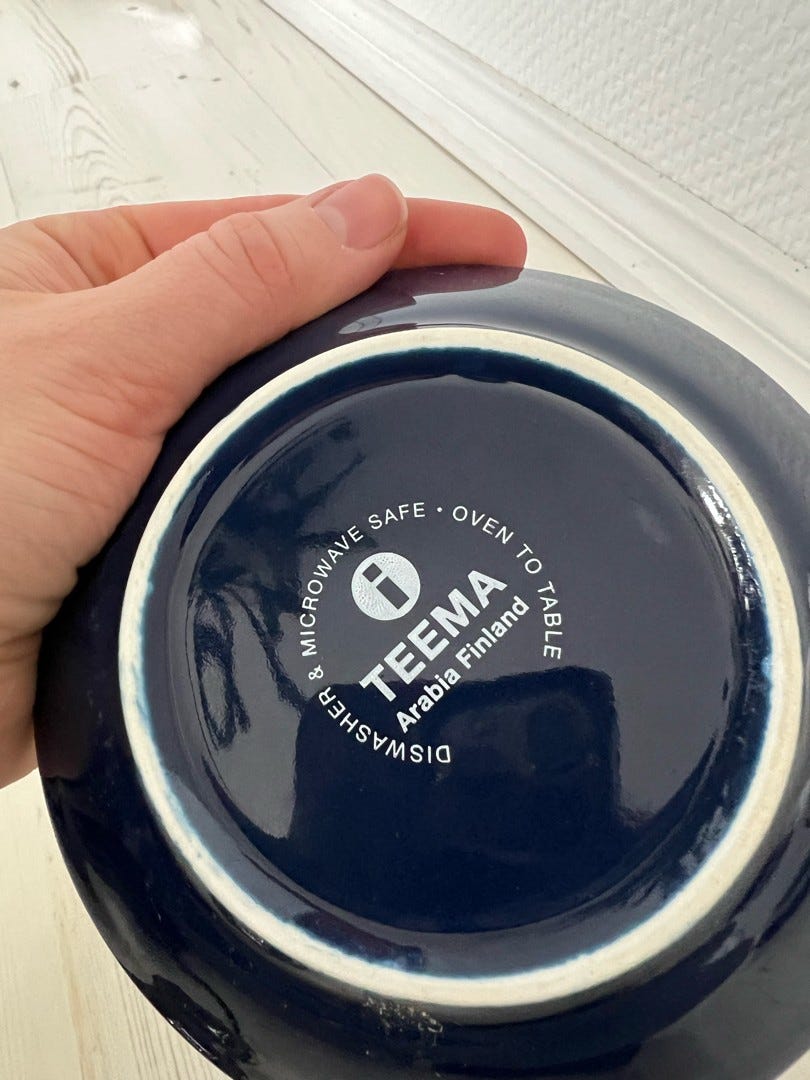 DISWASHER & MICROWAVE SAFE · OVEN TO TABLE
i
TEEMA
Arabia Finland